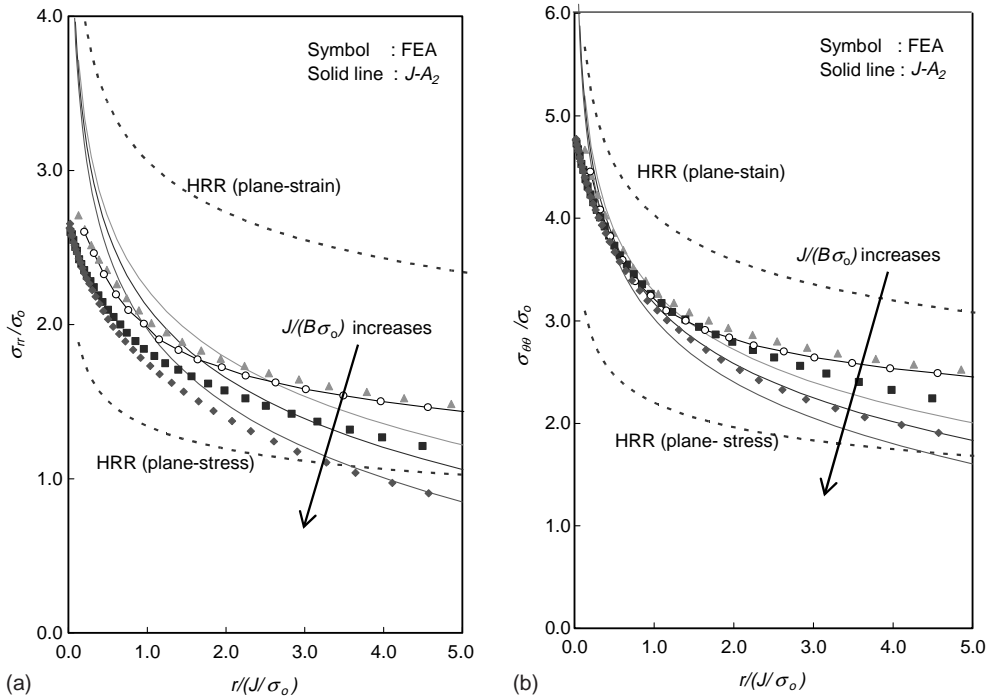 4.0
3.0
2.0
1.0
0.0
σrr/σo
Symbol : FEA
Solid line : J-A2
HRR (plane-strain)
J/(Bσo) increases
HRR (plane-stress)
0.0 1.0 2.0 3.0 4.0 5.0
r/(J/σo)
(a)
6.0
5.0
4.0
3.0
2.0
1.0
0.0
σθθ/σo
Symbol : FEA
Solid line : J-A2
HRR (plane-stain)
J/(Bσo) increases
HRR (plane- stress)
0.0 1.0 2.0 3.0 4.0 5.0
r/(J/σo)
(b)